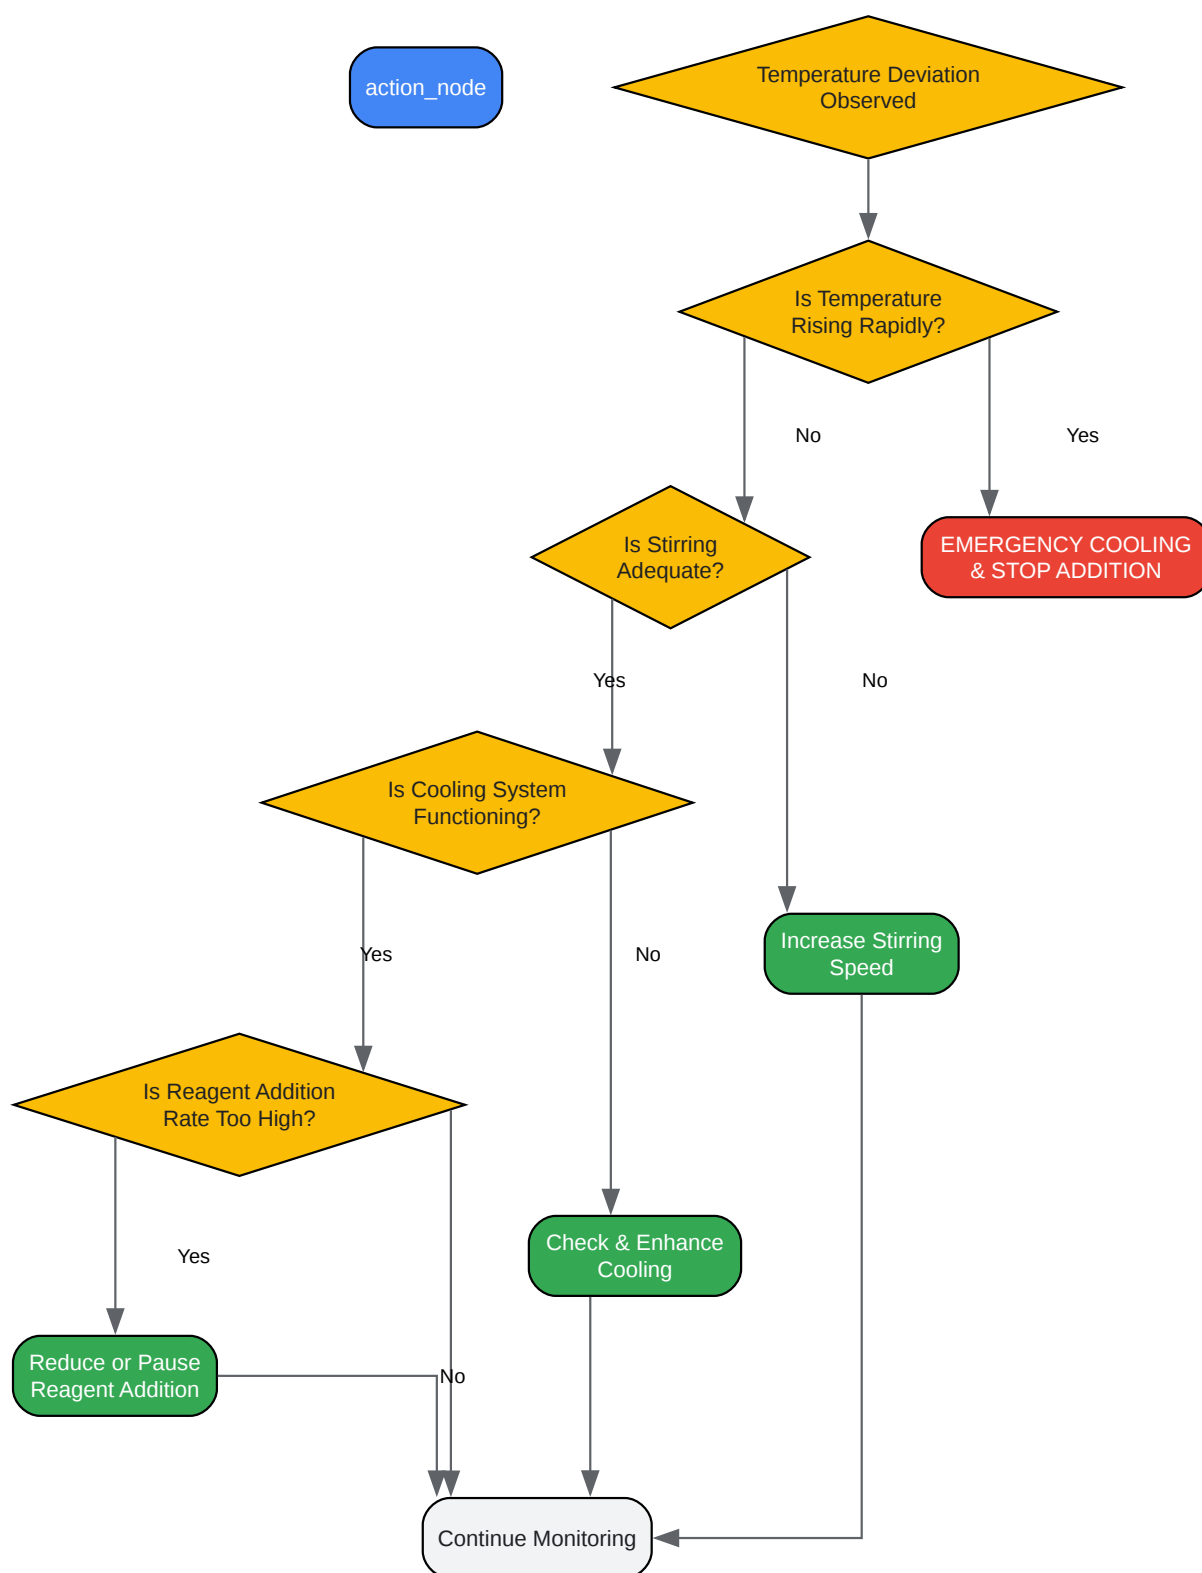 action_node
Temperature Deviation
Observed
Is Temperature
Rising Rapidly?
No
Yes
Is Stirring
Adequate?
EMERGENCY COOLING
& STOP ADDITION
Yes
No
Is Cooling System
Functioning?
Yes
No
Increase Stirring
Speed
Is Reagent Addition
Rate Too High?
Yes
Check & Enhance
Cooling
Reduce or Pause
Reagent Addition
No
Continue Monitoring